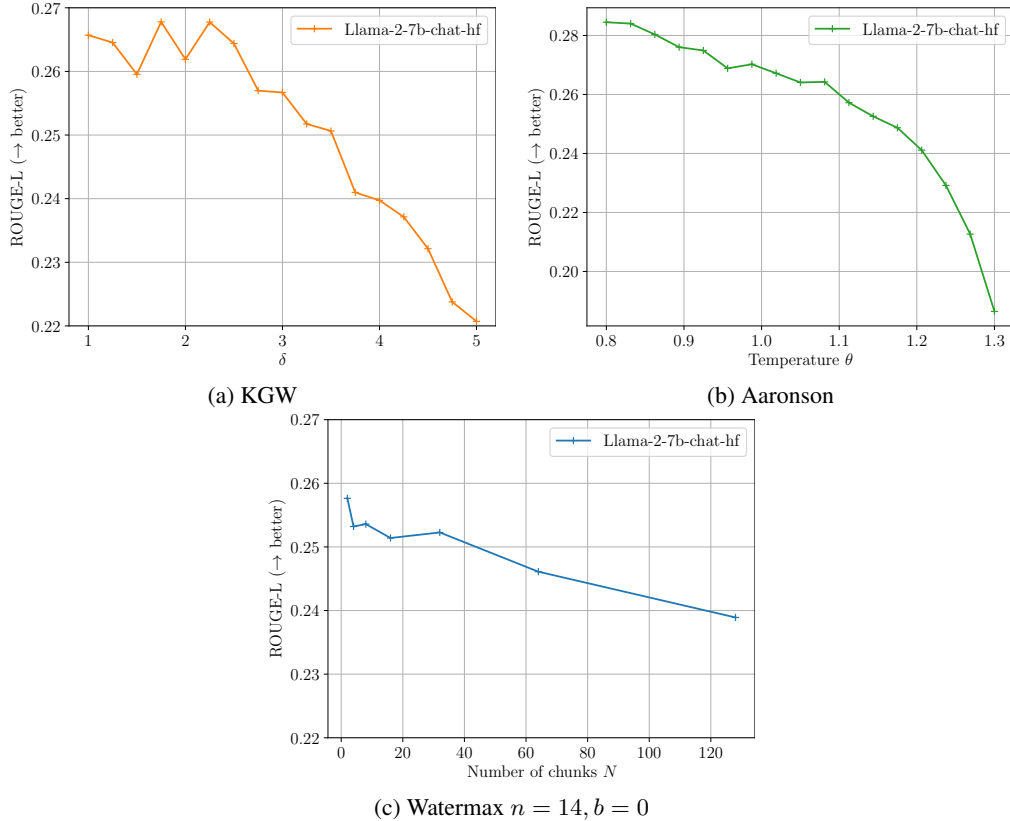 0.27
0.26
0.25
0.24
0.23
0.22
ROUGE-L (→ better)
Llama-2-7b-chat-hf
1 2 3 4 5
δ
(a) KGW
0.28
0.26
0.24
0.22
0.20
ROUGE-L (→ better)
Llama-2-7b-chat-hf
0.8 0.9 1.0 1.1 1.2 1.3
Temperature θ
(b) Aaronson
0.27
0.26
0.25
0.24
0.23
0.22
ROUGE-L (→ better)
Llama-2-7b-chat-hf
0 20 40 60 80 100 120
Number of chunks N
(c) Watermax n = 14, b = 0